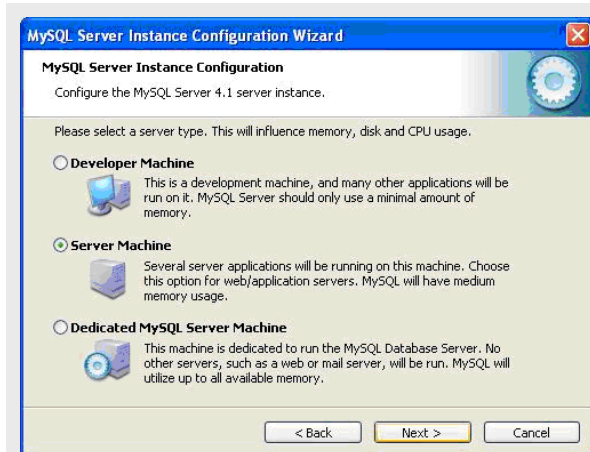 MySQL Server Instance Configuration Wizard
MySQL Server Instance Configuration
Configure the MySQL Server 4.1 server instance.
Please select a server type. This will influence memory, disk and CPU usage.
Developer Machine
This is a development machine, and many other applications will be
run on it. MySQL Server should only use a minimal amount of
memory.
Server Machine
Several server applications will be running on this machine. Choose
this option for web/application servers. MySQL will have medium
memory usage.
Dedicated MySQL Server Machine
This machine is dedicated to run the MySQL Database Server. No
other servers, such as a web or mail server, will be run. MySQL will
utilize up to all available memory.
< Back Next > Cancel